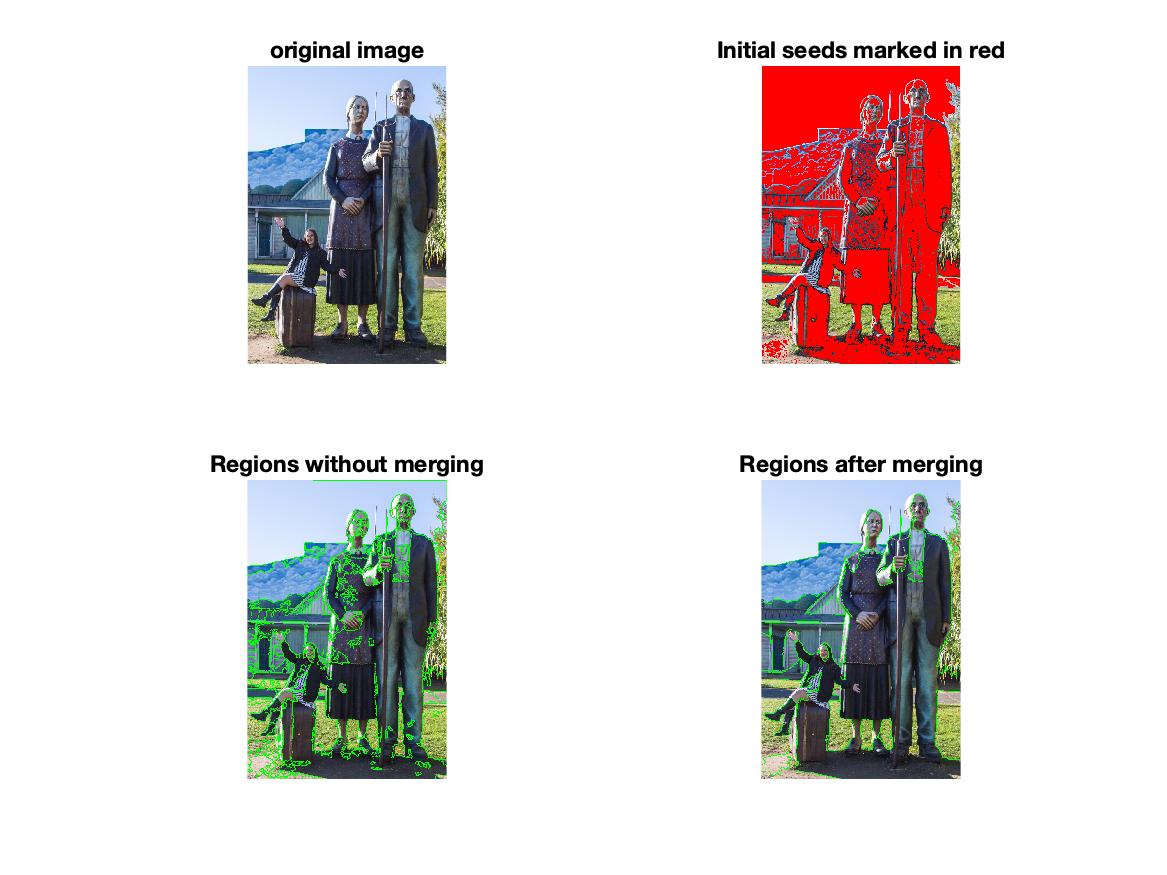 original image
Initial seeds marked in red
Regions without merging
Regions after merging